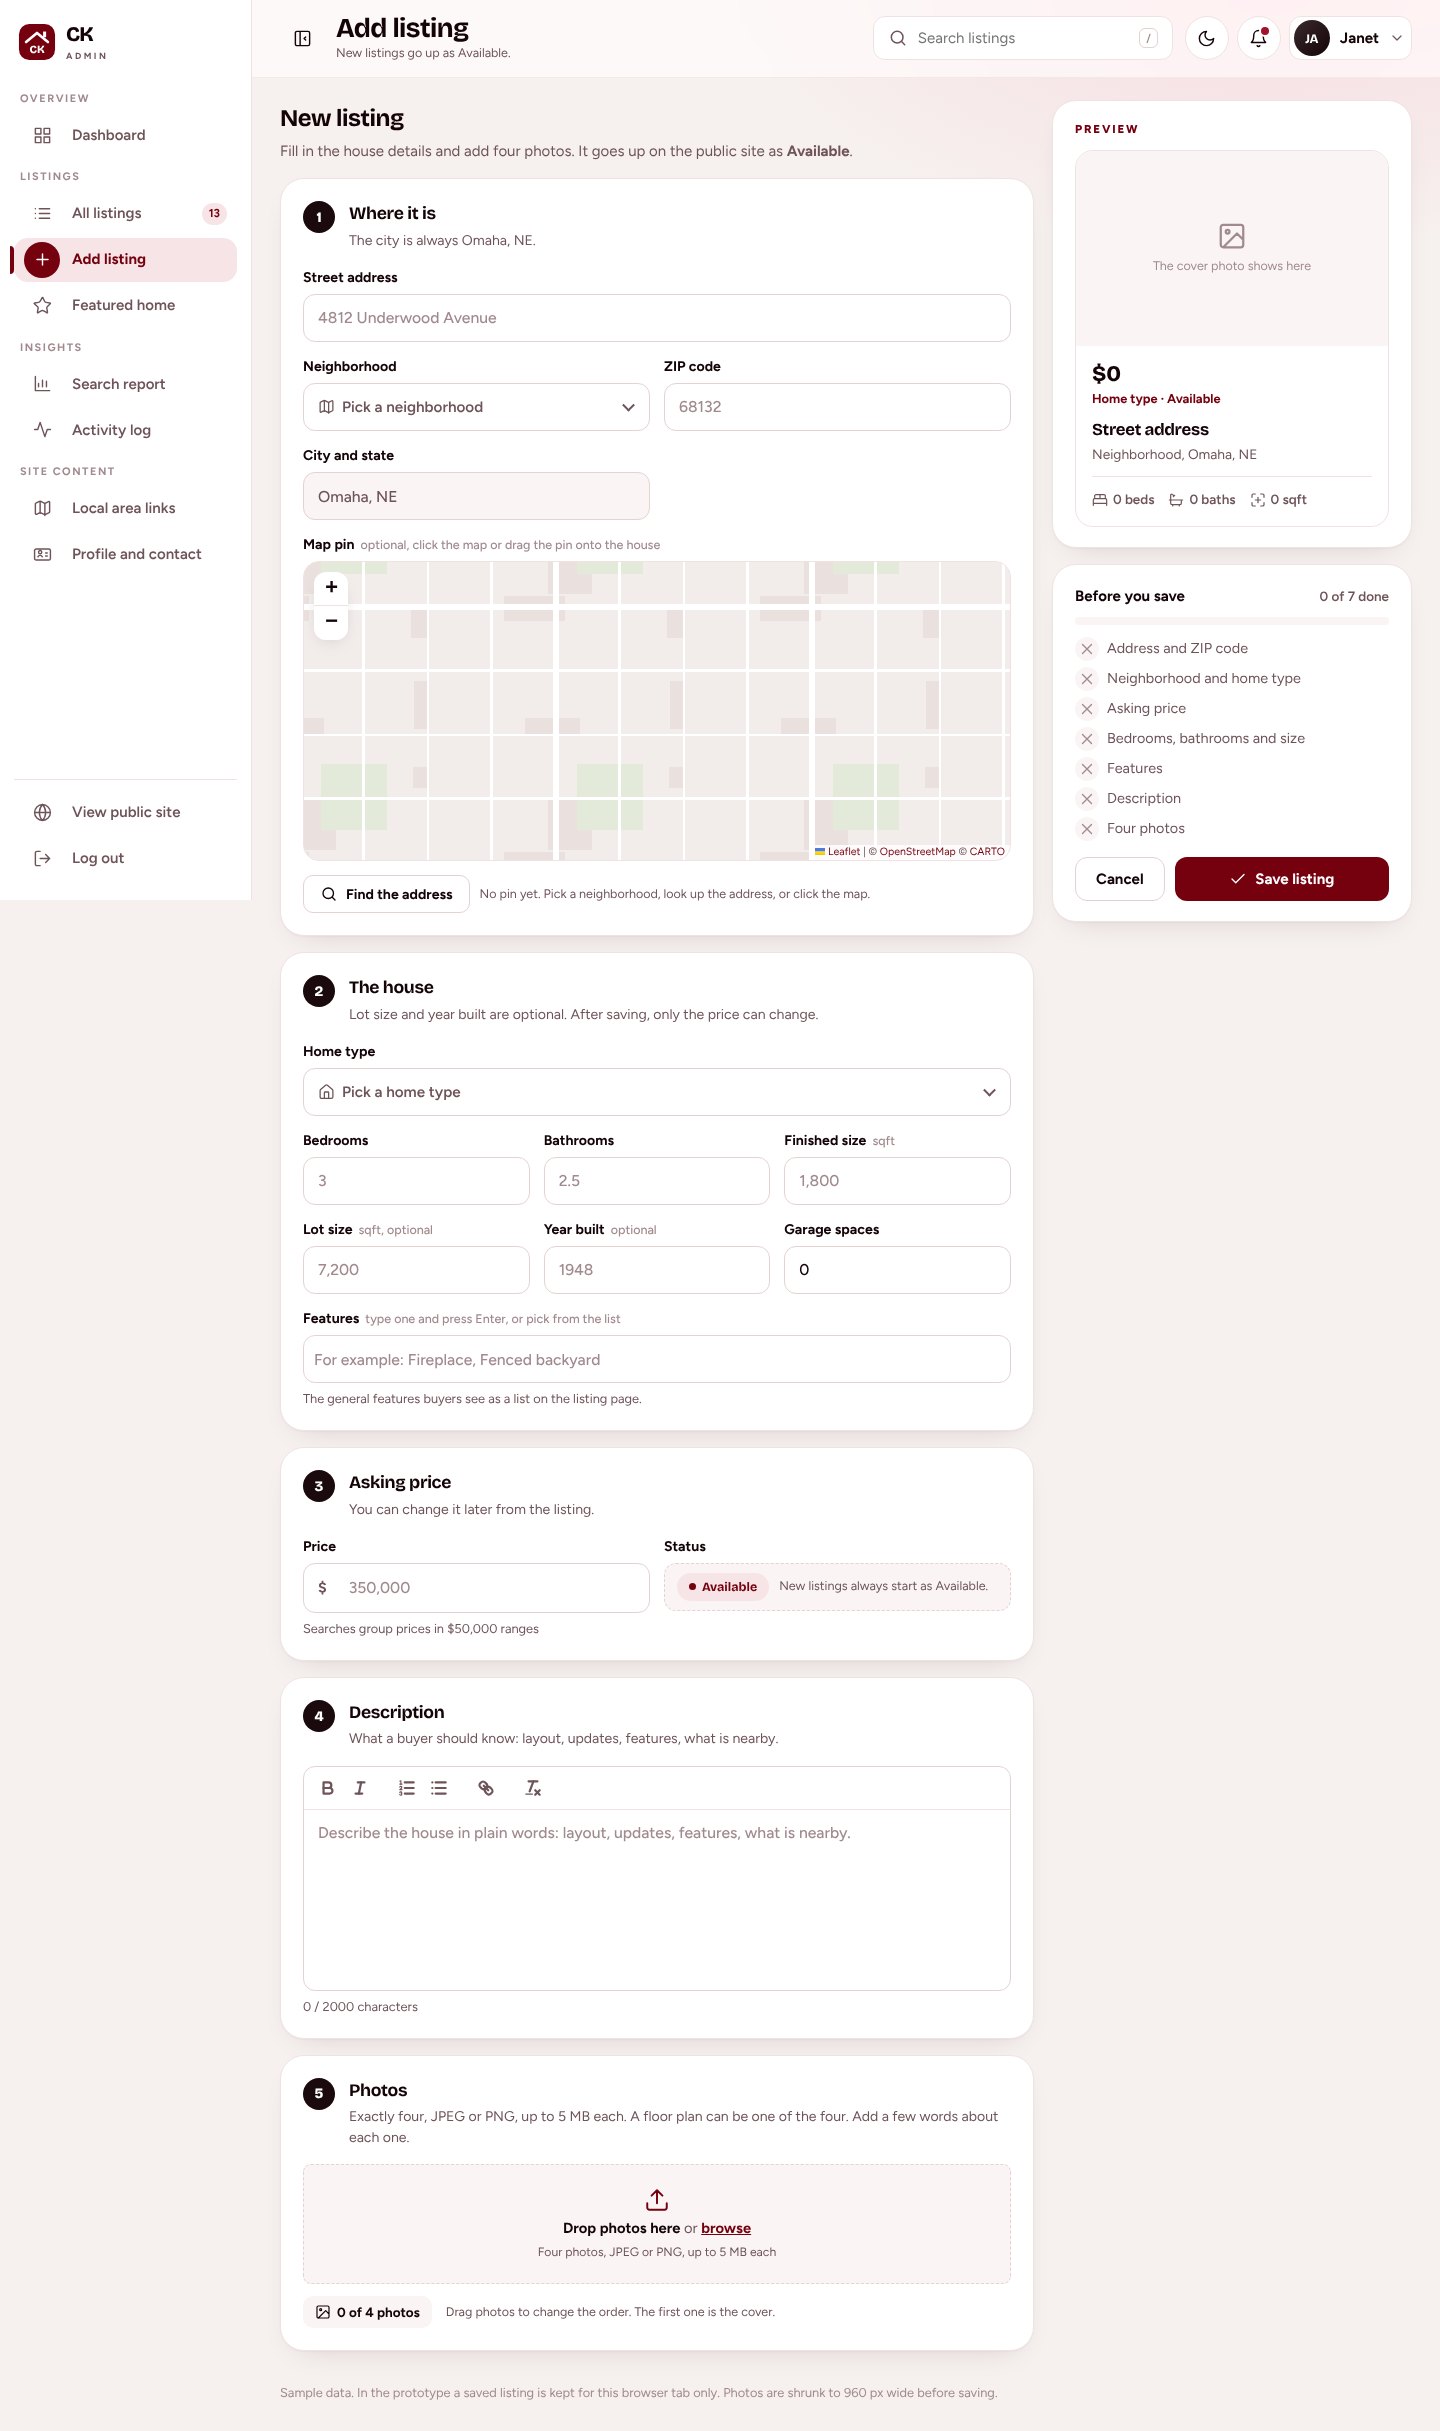 CK
CK
ADMIN
OVERVIEW
Dashboard
LISTINGS
All listings 13
Add listing
Featured home
INSIGHTS
Search report
Activity log
SITE CONTENT
Local area links
Profile and contact
View public site
Log out
Add listing
New listings go up as Available.
Search listings /
JA Janet
New listing
Fill in the house details and add four photos. It goes up on the public site as Available.
1 Where it is
The city is always Omaha, NE.
Street address
4812 Underwood Avenue
Neighborhood ZIP code
Pick a neighborhood 68132
City and state
Omaha, NE
Map pin optional, click the map or drag the pin onto the house
+
−
Leaflet | © OpenStreetMap © CARTO
Find the address No pin yet. Pick a neighborhood, look up the address, or click the map.
2 The house
Lot size and year built are optional. After saving, only the price can change.
Home type
Pick a home type
Bedrooms Bathrooms Finished size sqft
3 2.5 1,800
Lot size sqft, optional Year built optional Garage spaces
7,200 1948 0
Features type one and press Enter, or pick from the list
For example: Fireplace, Fenced backyard
The general features buyers see as a list on the listing page.
3 Asking price
You can change it later from the listing.
Price Status
$ 350,000 Available New listings always start as Available.
Searches group prices in $50,000 ranges
4 Description
What a buyer should know: layout, updates, features, what is nearby.
Describe the house in plain words: layout, updates, features, what is nearby.
0 / 2000 characters
5 Photos
Exactly four, JPEG or PNG, up to 5 MB each. A floor plan can be one of the four. Add a few words about
each one.
Drop photos here or browse
Four photos, JPEG or PNG, up to 5 MB each
0 of 4 photos Drag photos to change the order. The first one is the cover.
Sample data. In the prototype a saved listing is kept for this browser tab only. Photos are shrunk to 960 px wide before saving.
PREVIEW
The cover photo shows here
$0
Home type · Available
Street address
Neighborhood, Omaha, NE
0 beds 0 baths 0 sqft
Before you save 0 of 7 done
Address and ZIP code
Neighborhood and home type
Asking price
Bedrooms, bathrooms and size
Features
Description
Four photos
Cancel Save listing